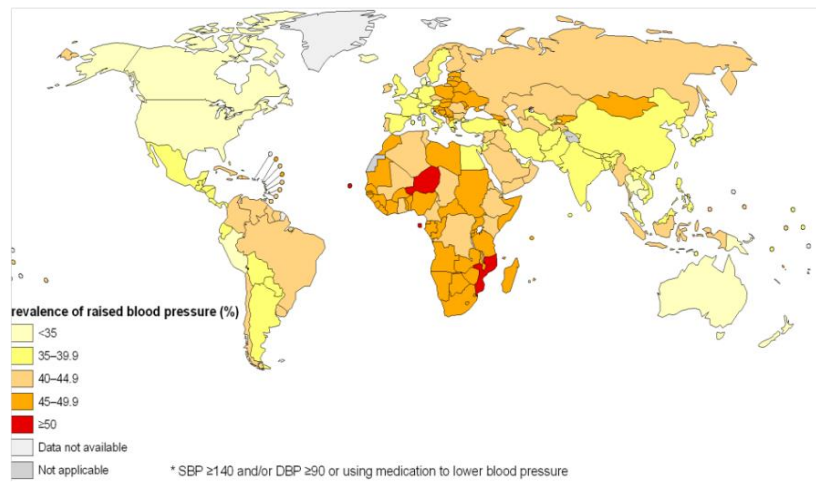 revalence of raised blood pressure (%)
<35
35–39.9
40–44.9
45–49.9
≥50
Data not available
Not applicable
* SBP ≥140 and/or DBP ≥90 or using medication to lower blood pressure